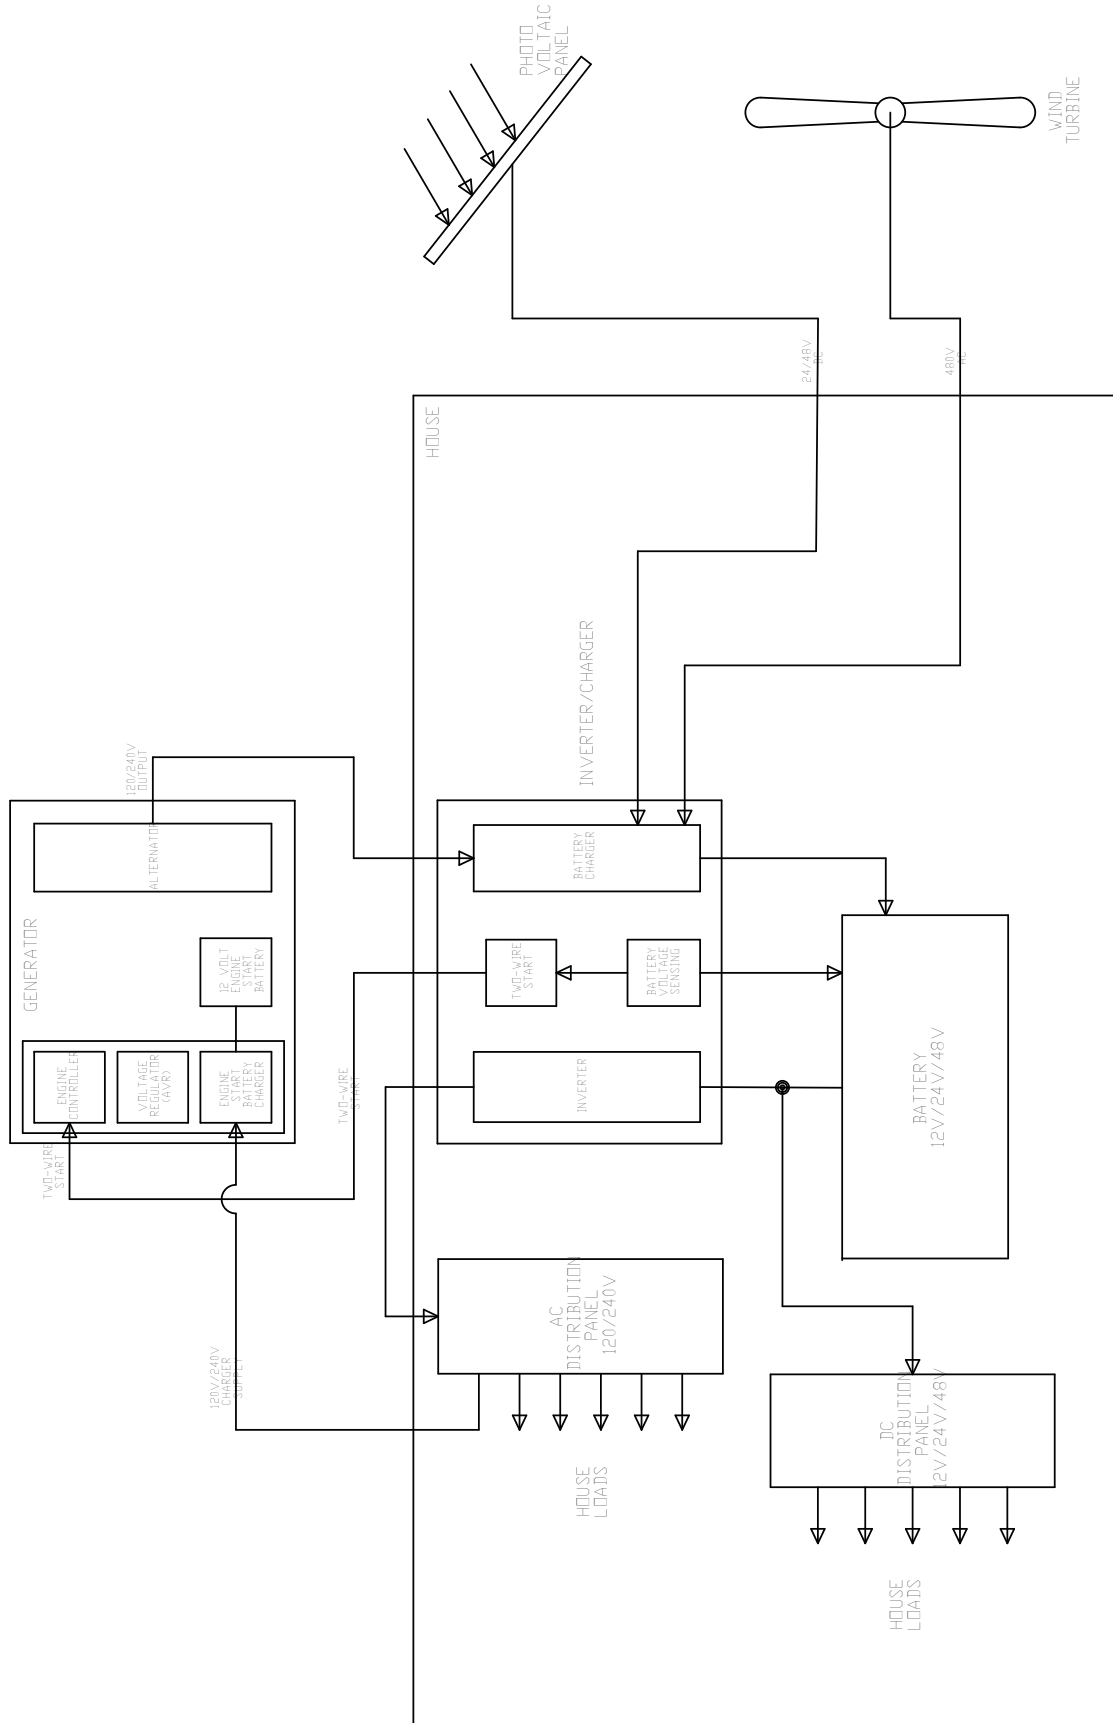 PHOTO
VOLTAIC
PANEL
WIND
TURBINE
24/48V
DC
480V
AC
HOUSE
INVERTER/CHARGER
120/240V
OUTPUT
ALTERNATOR
GENERATOR
12 VOLT
ENGINE
START
BATTERY
ENGINE
CONTROLLER
VOLTAGE
REGULATOR
(AVR)
ENGINE
START
BATTERY
CHARGER
BATTERY
CHARGER
TWO-WIRE
START
BATTERY
VOLTAGE
SENSING
INVERTER
BATTERY
12V/24V/48V
TWO-WIRE
START
TWO-WIRE
START
AC
DISTRIBUTION
PANEL
120/240V
120V/240V
CHARGER
SUPPLY
DC
DISTRIBUTION
PANEL
12V/24V/48V
HOUSE
LOADS
HOUSE
LOADS